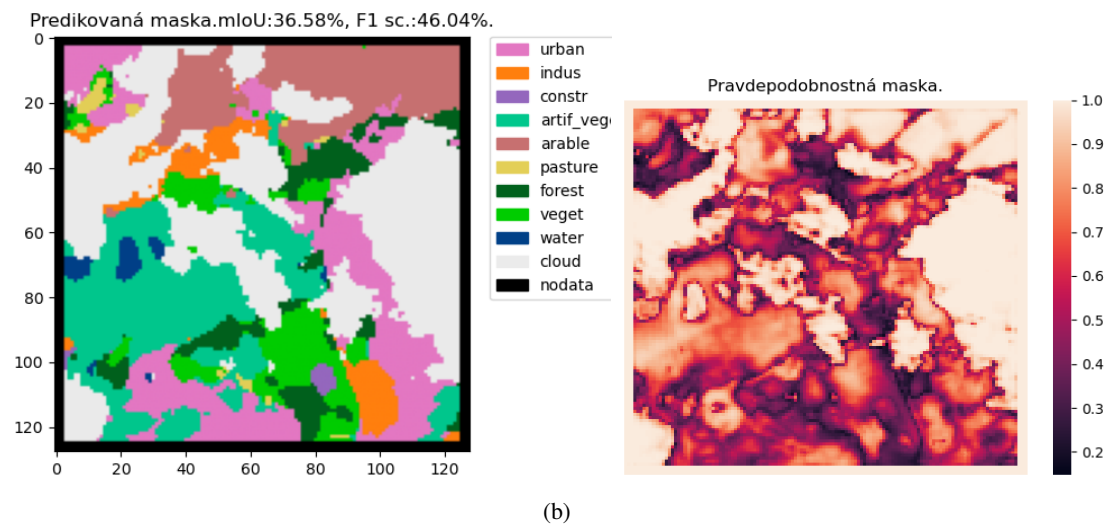 Predikovaná maska.mIoU:36.58%, F1 sc.:46.04%.
0
20
40
60
80
100
120
0
20
40
60
80
100
120
urban
indus
constr
artif_veg
arable
pasture
forest
veget
water
cloud
nodata
Pravdepodobnostná maska.
1.0
0.9
0.8
0.7
0.6
0.5
0.4
0.3
0.2
(b)